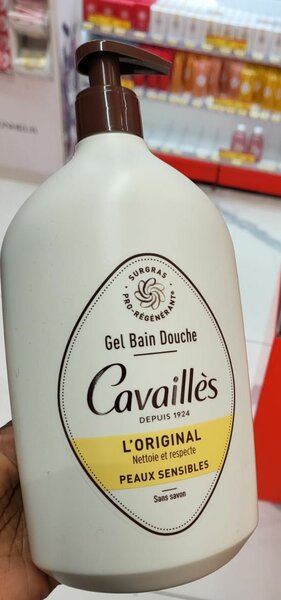 SURGRAS
PRO-RÉGÉNÉRANT®
Gel Bain Douche
Cavaillès
DEPUIS 1924
L'ORIGINAL
Nettoie et respecte
PEAUX SENSIBLES
Sans savon